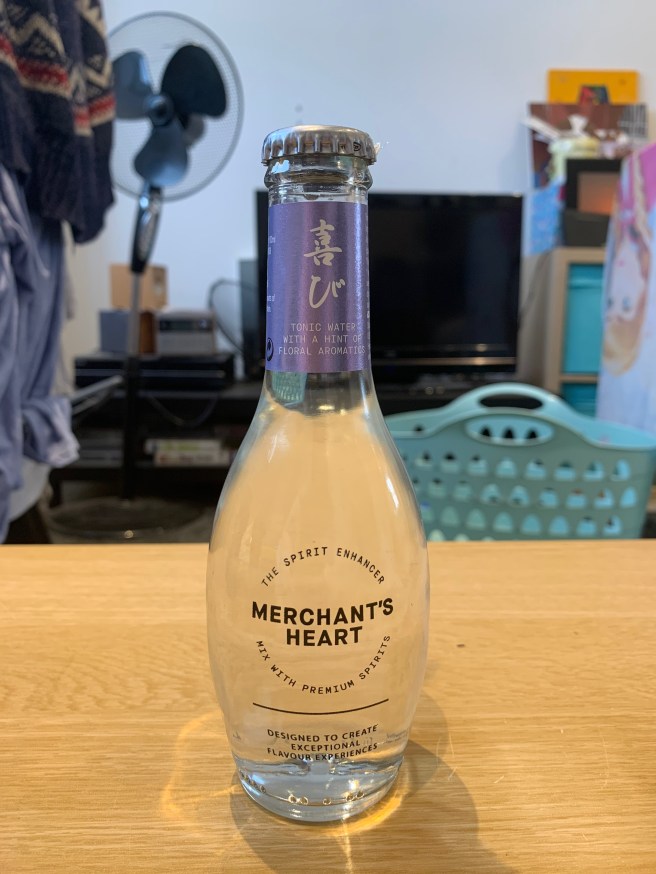 喜
び
TONIC WATER
WITH A HINT OF
FLORAL AROMATICS
THE SPIRIT ENHANCER
MERCHANT'S
HEART
MIX WITH PREMIUM SPIRITS
DESIGNED TO CREATE
EXCEPTIONAL
FLAVOUR EXPERIENCES